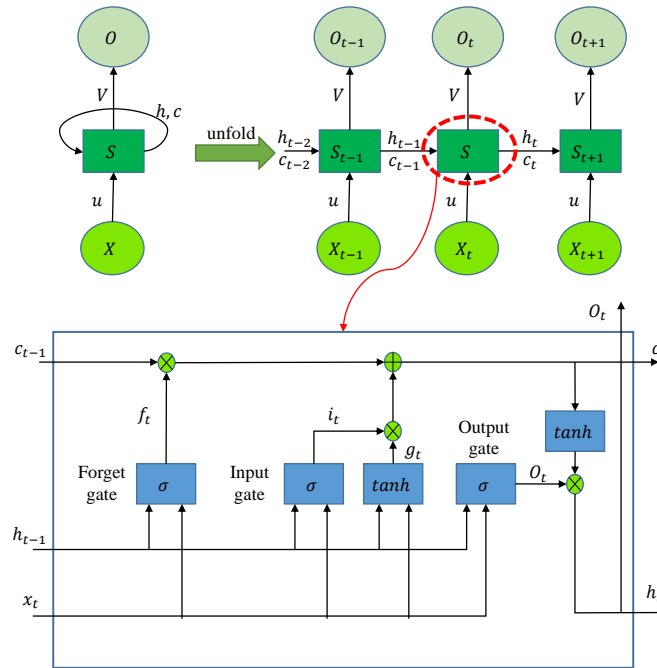 O O_{t-1} O_t O_{t+1}
V V V V
h, c
unfold
h_{t-2} h_{t-1} h_t
S S_{t-1} S S_{t+1}
c_{t-2} c_{t-1} c_t
u u u u
X X_{t-1} X_t X_{t+1}
O_t
c_{t-1} c
f_t i_t Output
gate
tanh
g_t
Forget
gate
Input
gate
σ σ tanh σ O_t
h_{t-1}
x_t h